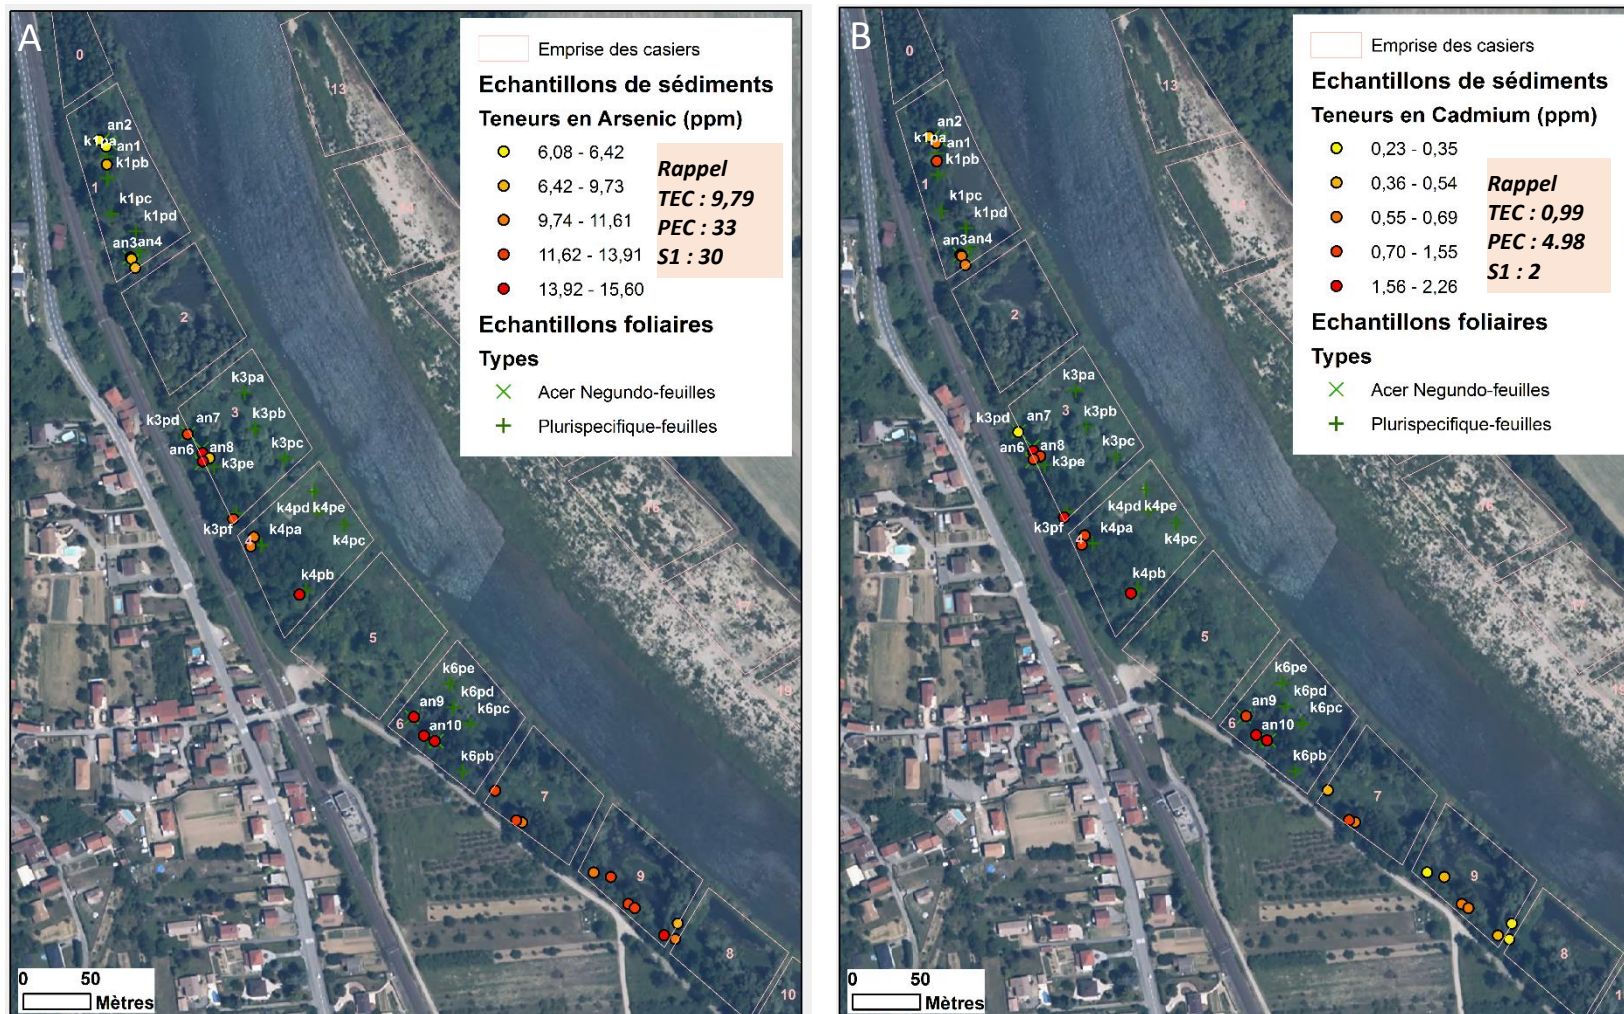 A
Emprise des casiers
Echantillons de sédiments
Teneurs en Arsenic (ppm)
6,08 - 6,42
6,42 - 9,73
9,74 - 11,61
11,62 - 13,91
13,92 - 15,60
Rappel
TEC : 9,79
PEC : 33
S1 : 30
Echantillons foliaires
Types
Acer Negundo-feuilles
Plurispecifique-feuilles
0
13
an2
k1pa an1
k1pb
1
k1pc
k1pd
an3 an4
2
k3pa
3
k3pd an7
k3pb
an6 an8
k3pc
k3pe
k4pd k4pe
k3pf
k4pa
4
k4pc
16
k4pb
5
k6pe
19
k6pd
an9
k6pc
6
an10
k6pb
7
9
8
10
0 50
Mètres
B
Emprise des casiers
Echantillons de sédiments
Teneurs en Cadmium (ppm)
0,23 - 0,35
0,36 - 0,54
0,55 - 0,69
0,70 - 1,55
1,56 - 2,26
Rappel
TEC : 0,99
PEC : 4.98
S1 : 2
Echantillons foliaires
Types
Acer Negundo-feuilles
Plurispecifique-feuilles
0
13
an2
k1pa an1
k1pb
1
k1pc
k1pd
an3 an4
2
k3pa
3
k3pd an7
k3pb
an6 an8
k3pc
k3pe
k4pd k4pe
k3pf
k4pa
4
k4pc
16
k4pb
5
k6pe
k6pd
an9
k6pc
6
an10
k6pb
7
9
8
0 50
Mètres